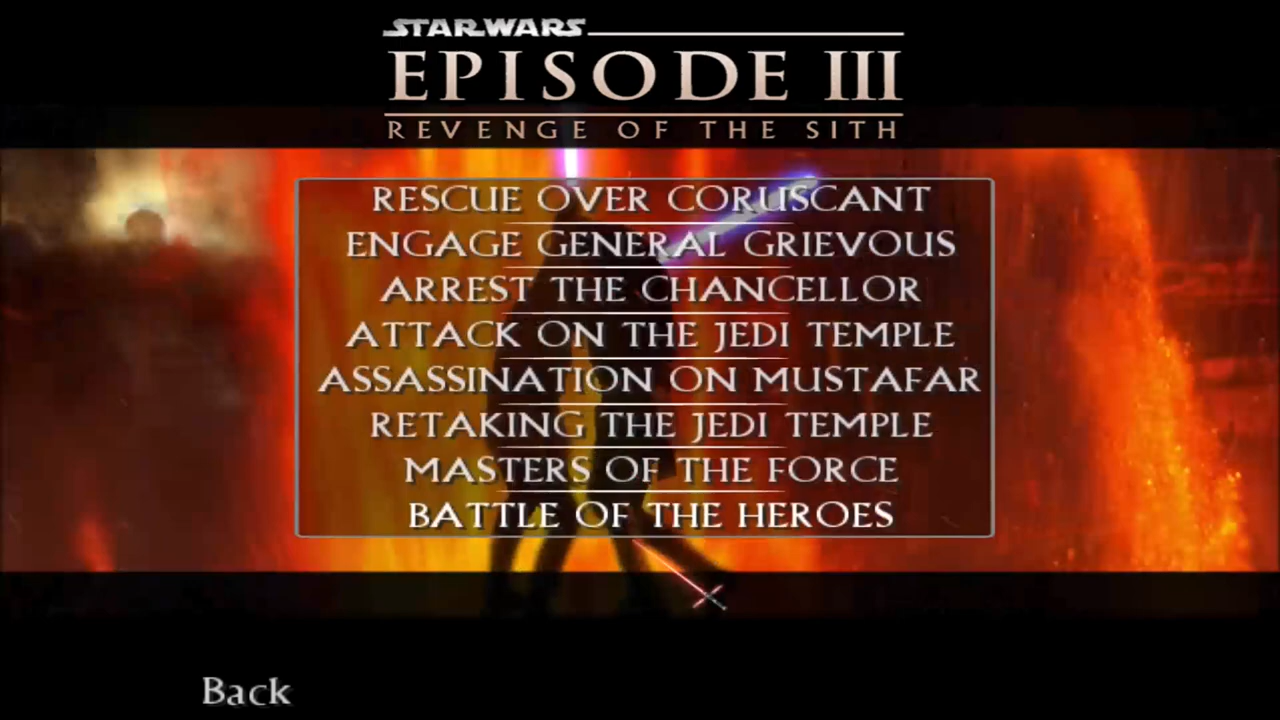 STAR WARS
EPISODE III
REVENGE OF THE SITH
RESCUE OVER CORUSCANT
ENGAGE GENERAL GRIEVOUS
ARREST THE CHANCELLOR
ATTACK ON THE JEDI TEMPLE
ASSASSINATION ON MUSTAFAR
RETAKING THE JEDI TEMPLE
MASTERS OF THE FORCE
BATTLE OF THE HEROES
Back